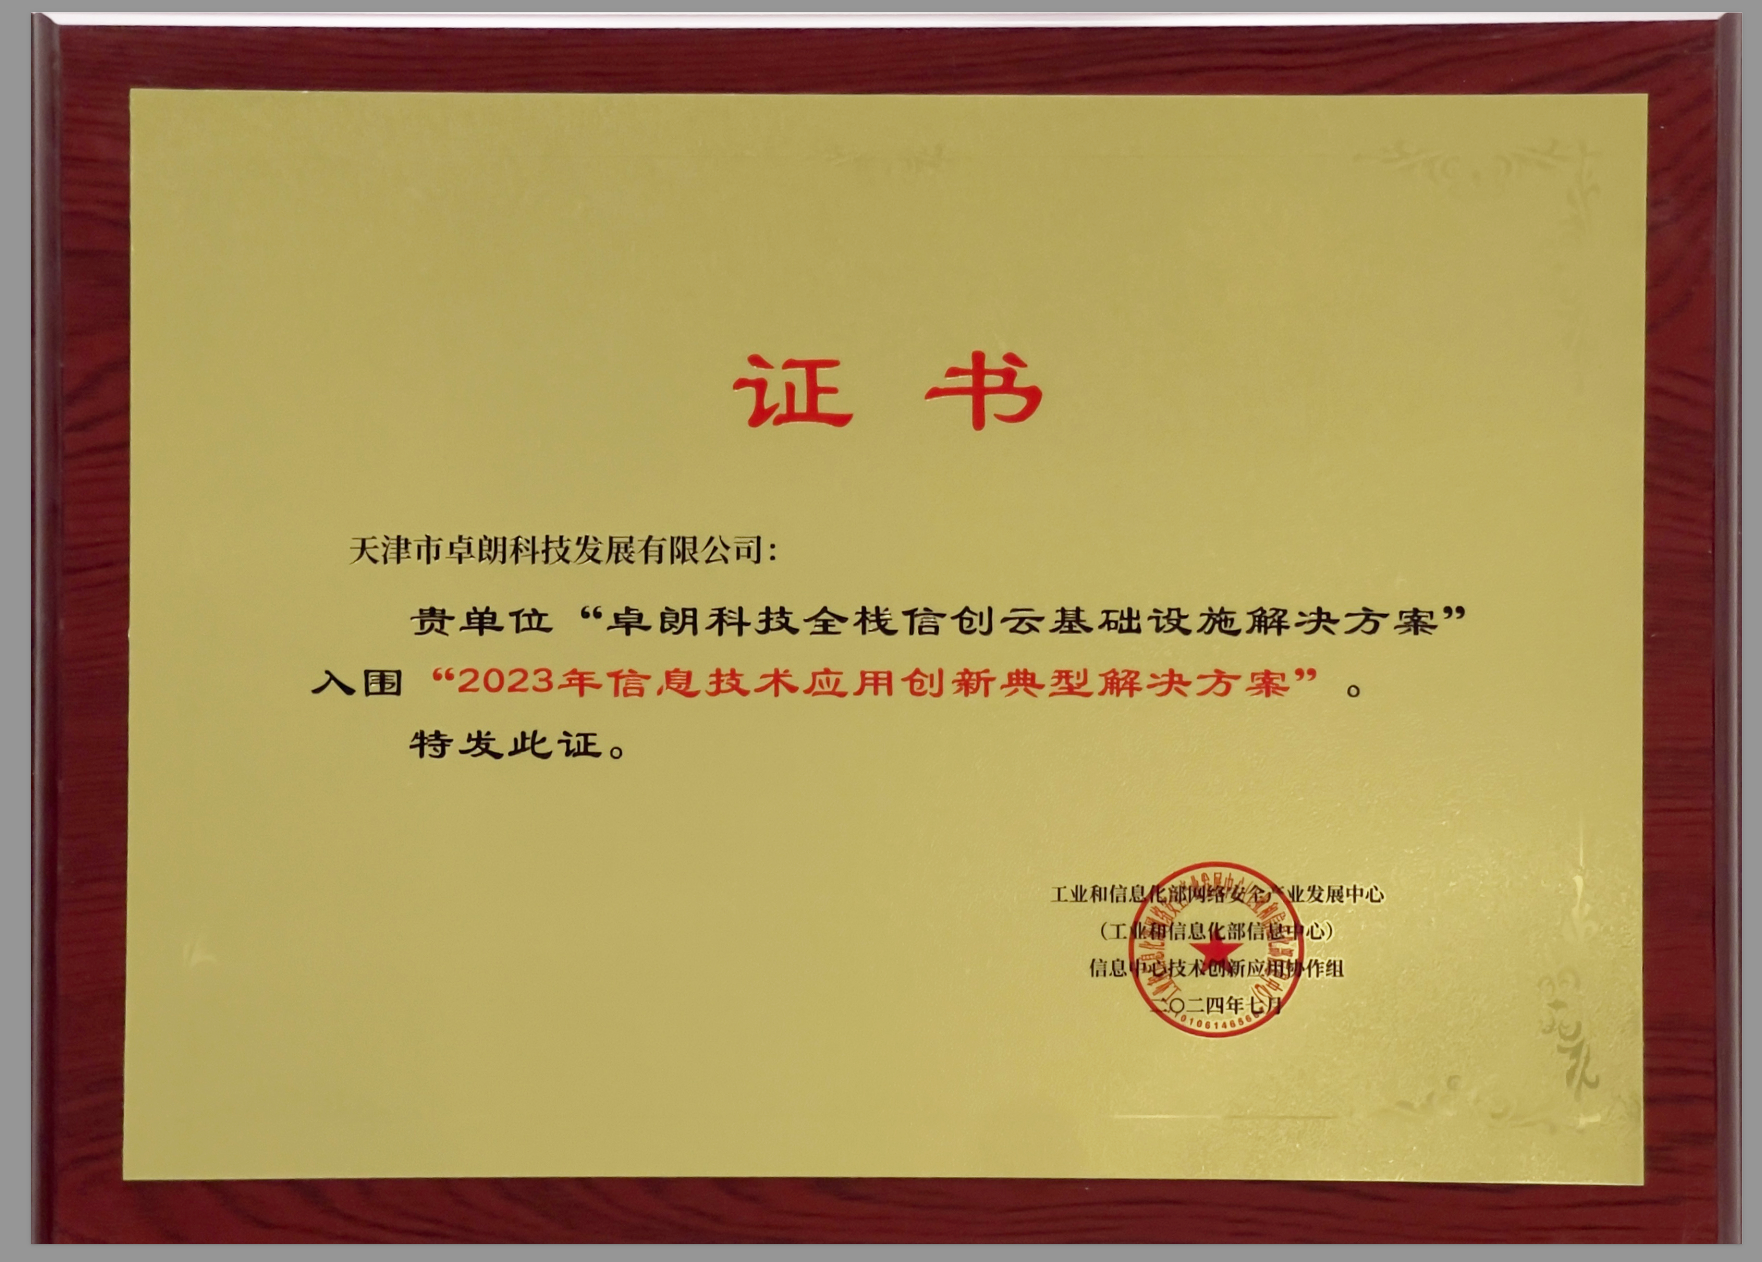 证书
天津市卓朗科技发展有限公司：
贵单位“卓朗科技全栈信创云基础设施解决方案”
入围“2023年信息技术应用创新典型解决方案”。
特发此证。
工业和信息化部网络安全产业发展中心
（工业和信息化部信息中心）
信息中心技术创新应用协作组
二〇二四年七月